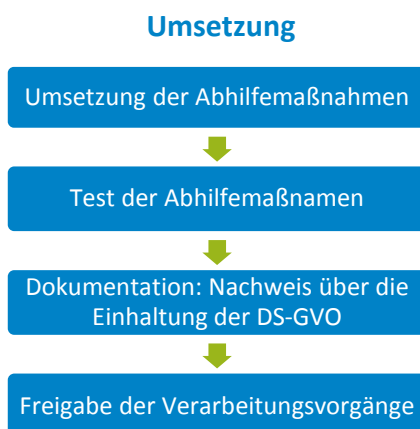 Umsetzung
Umsetzung der Abhilfemaßnahmen
Test der Abhilfemaßnamen
Dokumentation: Nachweis über die
Einhaltung der DS-GVO
Freigabe der Verarbeitungsvorgänge